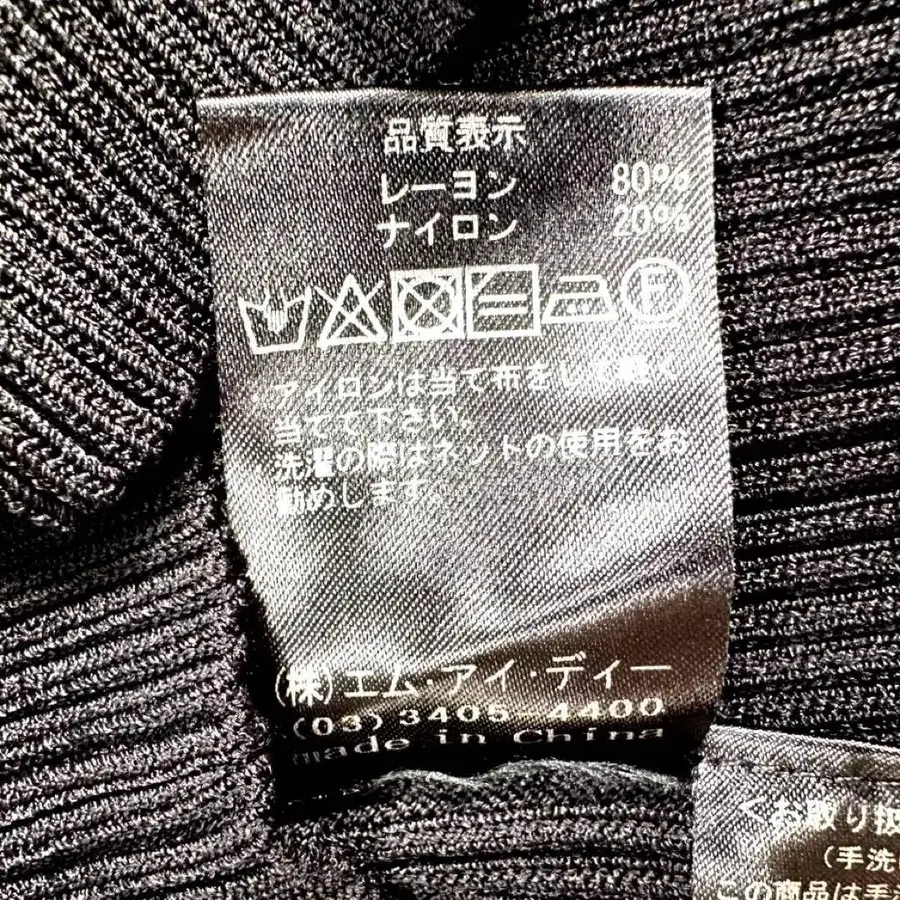 品質表示
レーヨン 80%
ナイロン 20%
P
アイロンは当て布をして軽く
当てて下さい。
洗濯の際はネットの使用をお
勧めします。
(株)エム・アイ・ディー
(03) 3405-4400
made in China
くお取り扱
(手洗
この商品は手